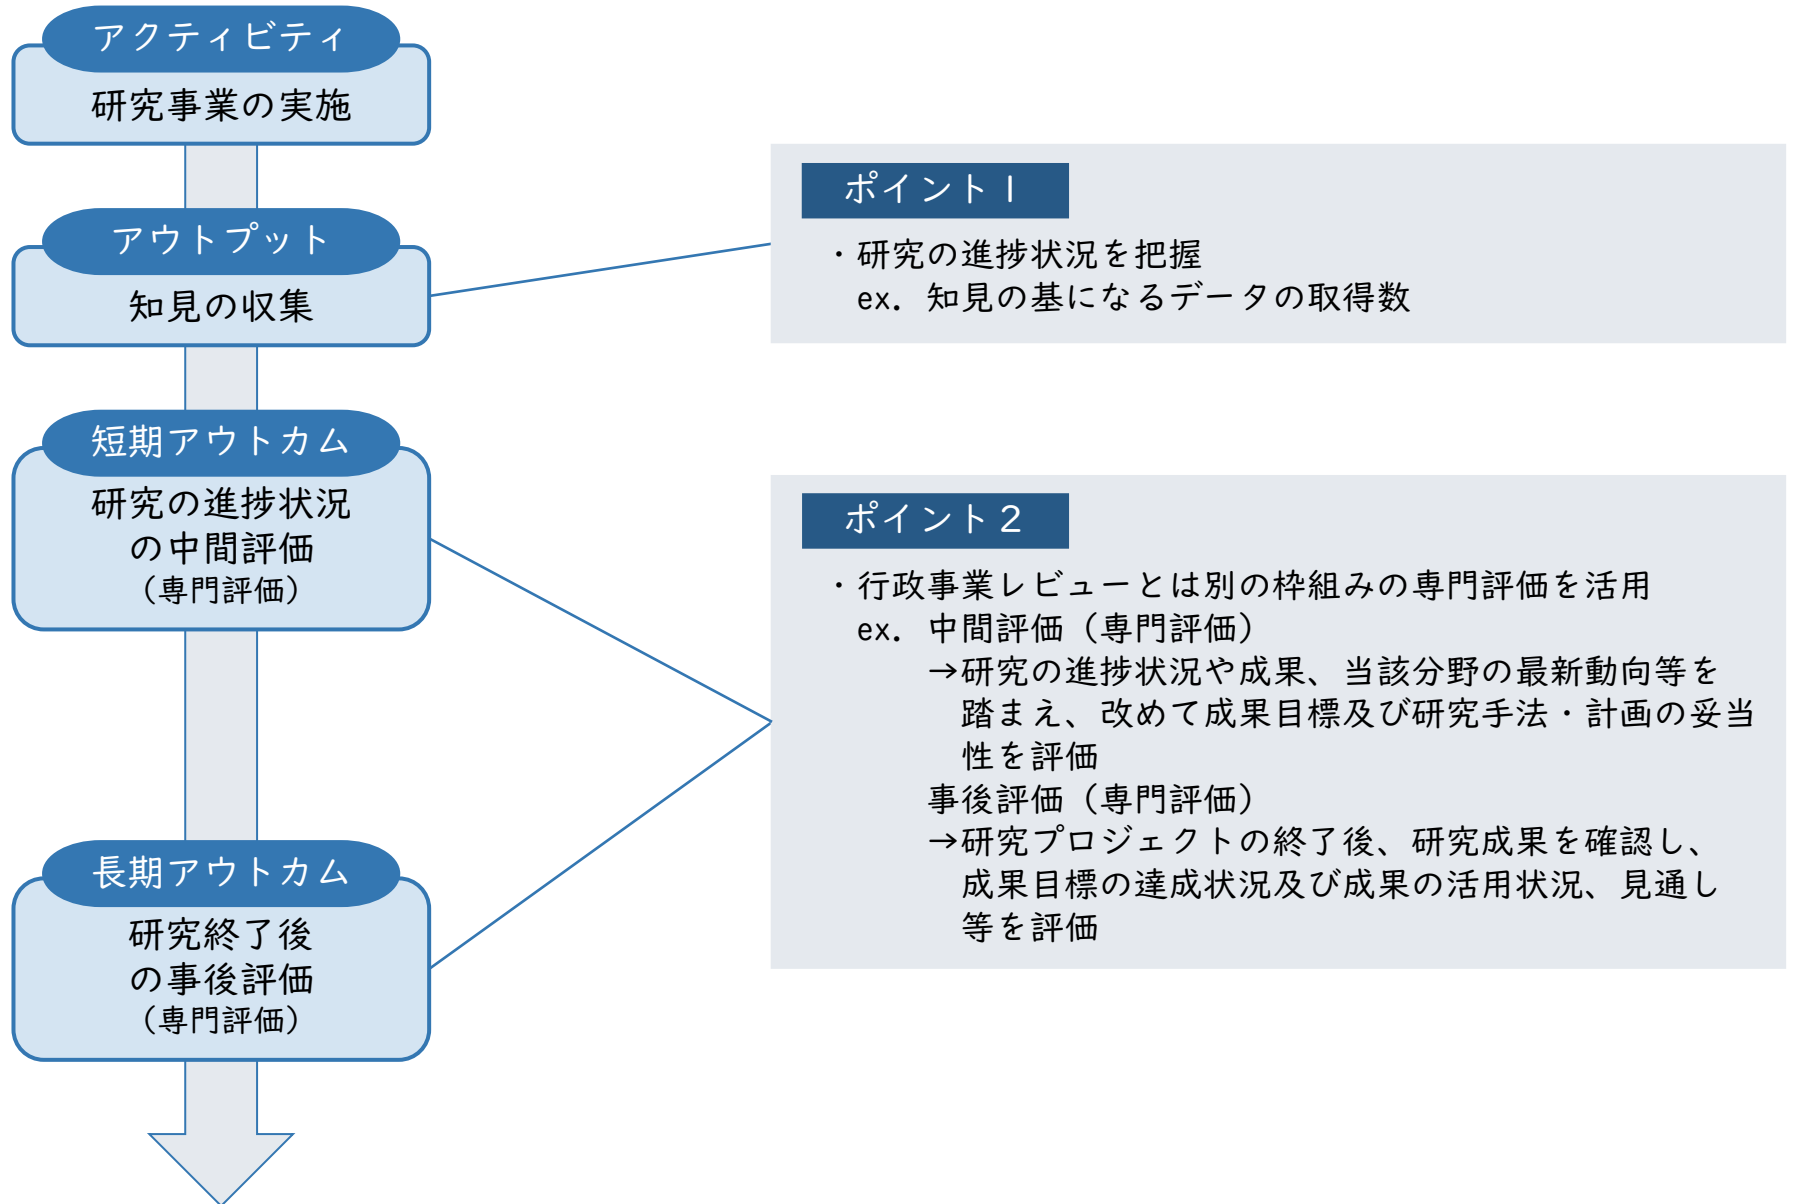 アクティビティ
研究事業の実施
アウトプット
知見の収集
短期アウトカム
研究の進捗状況
の中間評価
（専門評価）
長期アウトカム
研究終了後
の事後評価
（専門評価）
ポイント１
・研究の進捗状況を把握
ex．知見の基になるデータの取得数
ポイント２
・行政事業レビューとは別の枠組みの専門評価を活用
ex．中間評価（専門評価）
→研究の進捗状況や成果、当該分野の最新動向等を
踏まえ、改めて成果目標及び研究手法・計画の妥当
性を評価
事後評価（専門評価）
→研究プロジェクトの終了後、研究成果を確認し、
成果目標の達成状況及び成果の活用状況、見通し
等を評価